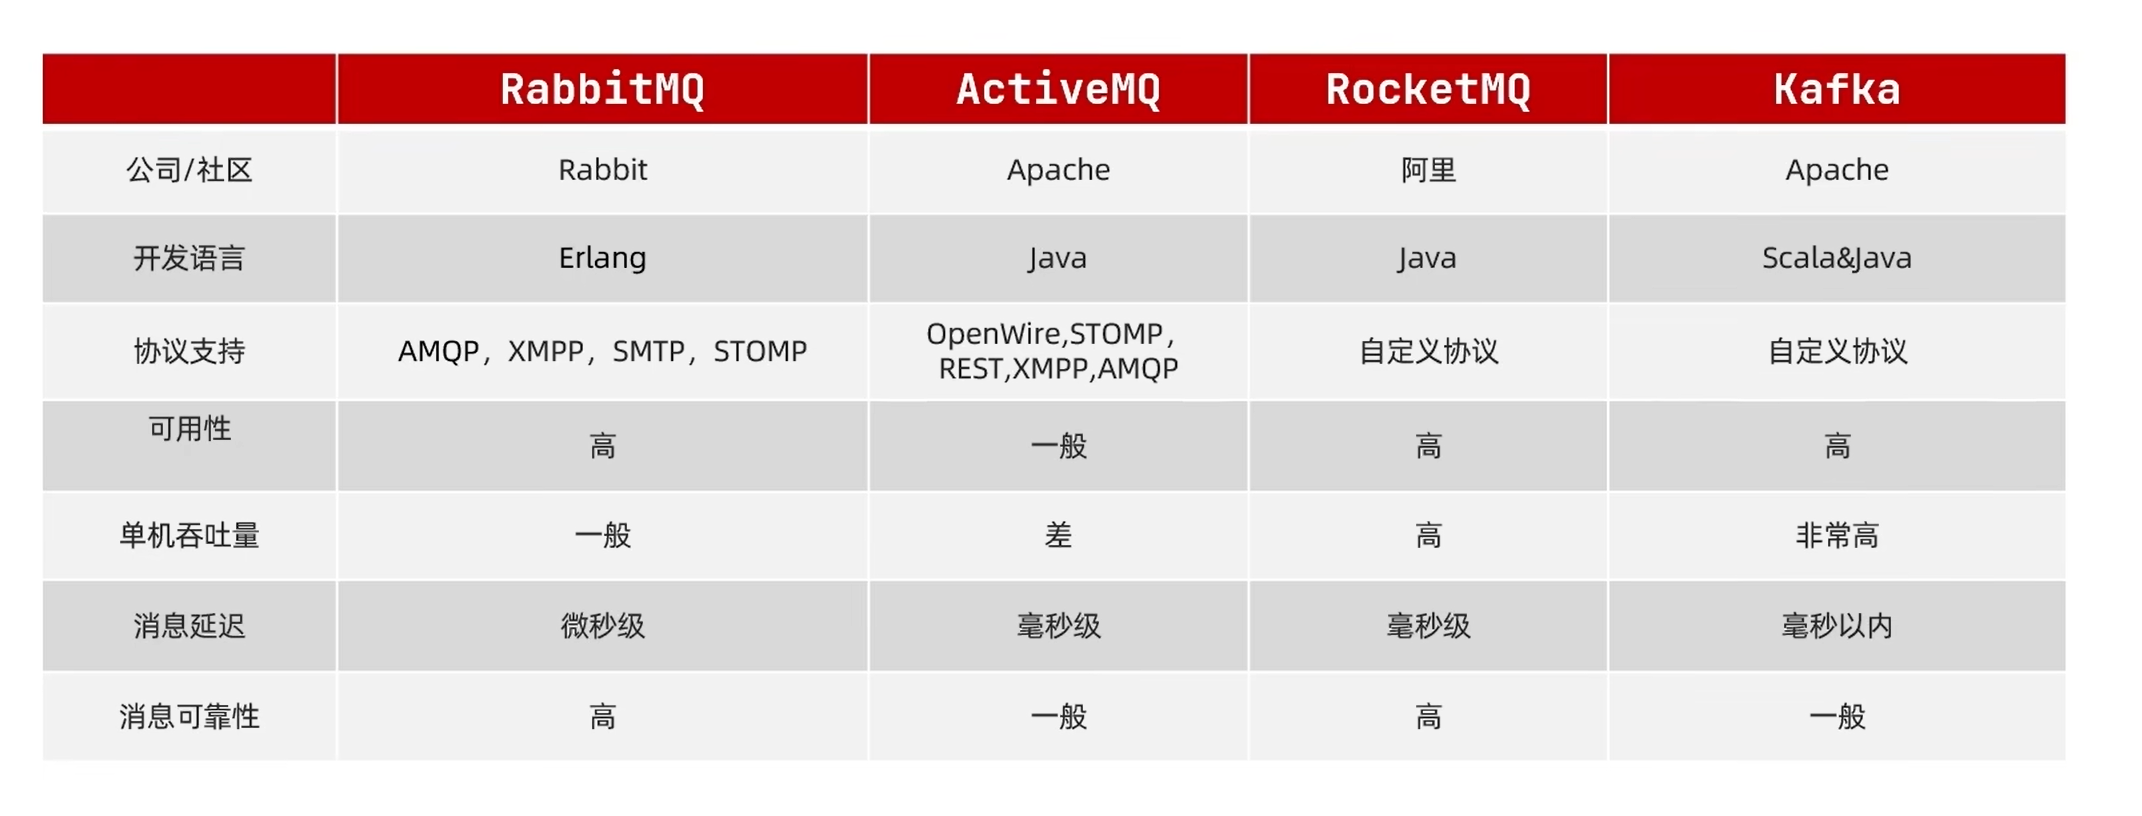 RabbitMQ ActiveMQ RocketMQ Kafka
公司/社区 Rabbit Apache 阿里 Apache
开发语言 Erlang Java Java Scala&Java
协议支持 AMQP，XMPP，SMTP，STOMP OpenWire,STOMP， REST,XMPP,AMQP 自定义协议 自定义协议
可用性 高 一般 高 高
单机吞吐量 一般 差 高 非常高
消息延迟 微秒级 毫秒级 毫秒级 毫秒以内
消息可靠性 高 一般 高 一般